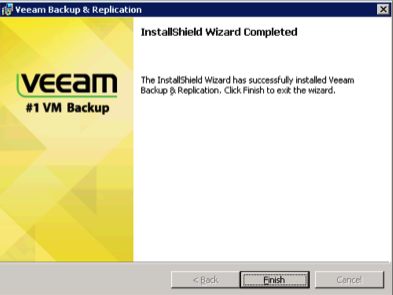 Veeam Backup & Replication
InstallShield Wizard Completed
The InstallShield Wizard has successfully installed Veeam
Backup & Replication. Click Finish to exit the wizard.
veeam
#1 VM Backup
< Back
Finish
Cancel